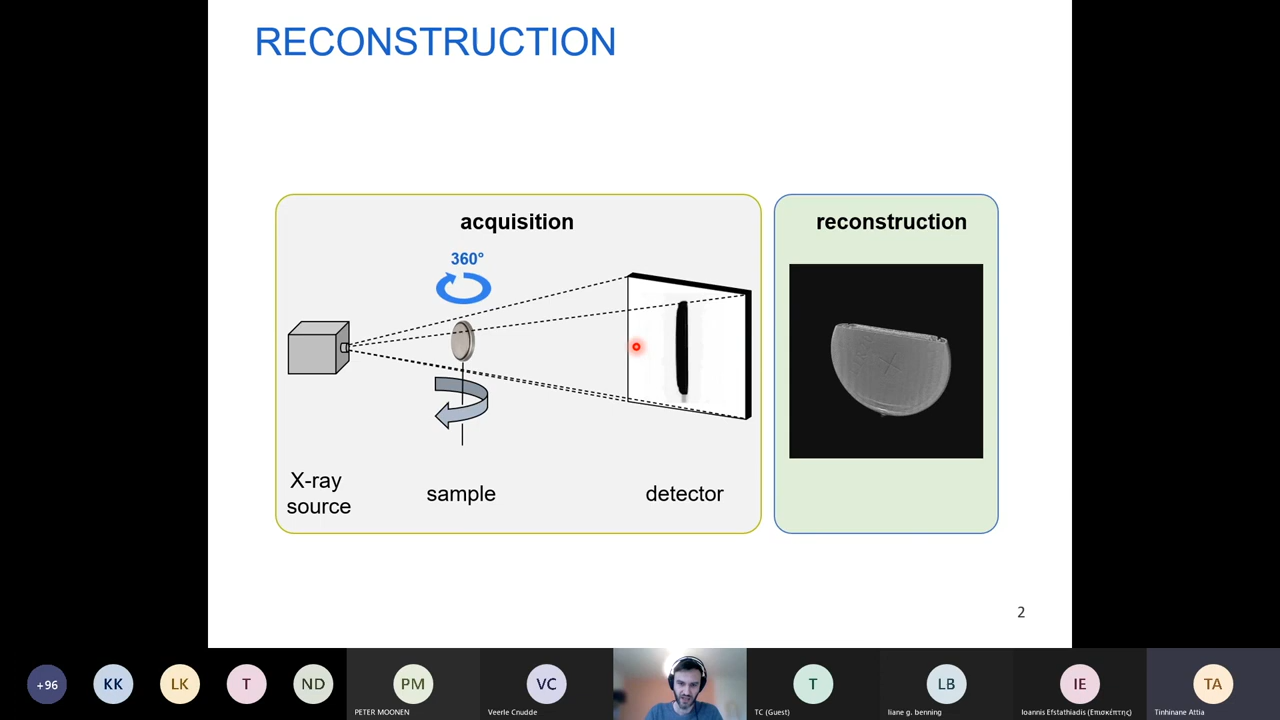 RECONSTRUCTION
acquisition
360°
X-ray
source
sample
detector
reconstruction
2
+96
KK
LK
T
ND
PM
PETER MOONEN
VC
Veerle Cnudde
T
TC (Guest)
LB
liane g. benning
IE
Ioannis Efstathiadis (Επισκέπτης)
TA
Tinhinane Attia